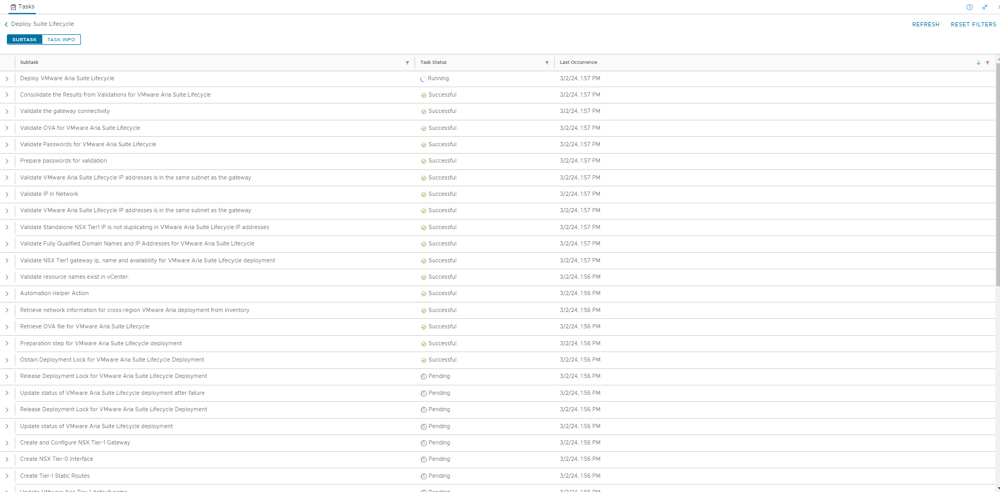 Tasks
Deploy Suite Lifecycle
REFRESH RESET FILTERS
SUBTASK TASK INFO
Subtask Task Status Last Occurrence
Deploy VMware Aria Suite Lifecycle Running 3/2/24, 1:57 PM
Consolidate the Results from Validations for VMware Aria Suite Lifecycle Successful 3/2/24, 1:57 PM
Validate the gateway connectivity Successful 3/2/24, 1:57 PM
Validate OVA for VMware Aria Suite Lifecycle Successful 3/2/24, 1:57 PM
Validate Passwords for VMware Aria Suite Lifecycle Successful 3/2/24, 1:57 PM
Prepare passwords for validation Successful 3/2/24, 1:57 PM
Validate VMware Aria Suite Lifecycle IP addresses is in the same subnet as the gateway Successful 3/2/24, 1:57 PM
Validate IP in Network Successful 3/2/24, 1:57 PM
Validate VMware Aria Suite Lifecycle IP addresses is in the same subnet as the gateway Successful 3/2/24, 1:57 PM
Validate Standalone NSX Tier1 IP is not duplicating in VMware Aria Suite Lifecycle IP addresses Successful 3/2/24, 1:57 PM
Validate Fully Qualified Domain Names and IP Addresses for VMware Aria Suite Lifecycle Successful 3/2/24, 1:57 PM
Validate NSX Tier1 gateway ip, name and availability for VMware Aria Suite Lifecycle deployment Successful 3/2/24, 1:57 PM
Validate resource names exist in vCenter. Successful 3/2/24, 1:56 PM
Automation Helper Action Successful 3/2/24, 1:56 PM
Retrieve network information for cross-region VMware Aria deployment from inventory Successful 3/2/24, 1:56 PM
Retrieve OVA file for VMware Aria Suite Lifecycle Successful 3/2/24, 1:56 PM
Preparation step for VMware Aria Suite Lifecycle deployment Successful 3/2/24, 1:56 PM
Obtain Deployment Lock for VMware Aria Suite Lifecycle Deployment Successful 3/2/24, 1:56 PM
Release Deployment Lock for VMware Aria Suite Lifecycle Deployment Pending 3/2/24, 1:56 PM
Update status of VMware Aria Suite Lifecycle deployment after failure Pending 3/2/24, 1:56 PM
Release Deployment Lock for VMware Aria Suite Lifecycle Deployment Pending 3/2/24, 1:56 PM
Update status of VMware Aria Suite Lifecycle deployment Pending 3/2/24, 1:56 PM
Create and Configure NSX Tier-1 Gateway Pending 3/2/24, 1:56 PM
Create NSX Tier-0 Interface Pending 3/2/24, 1:56 PM
Create Tier-1 Static Routes Pending 3/2/24, 1:56 PM
Update VMware Aria Tier-1 default name Pending 3/2/24, 1:56 PM